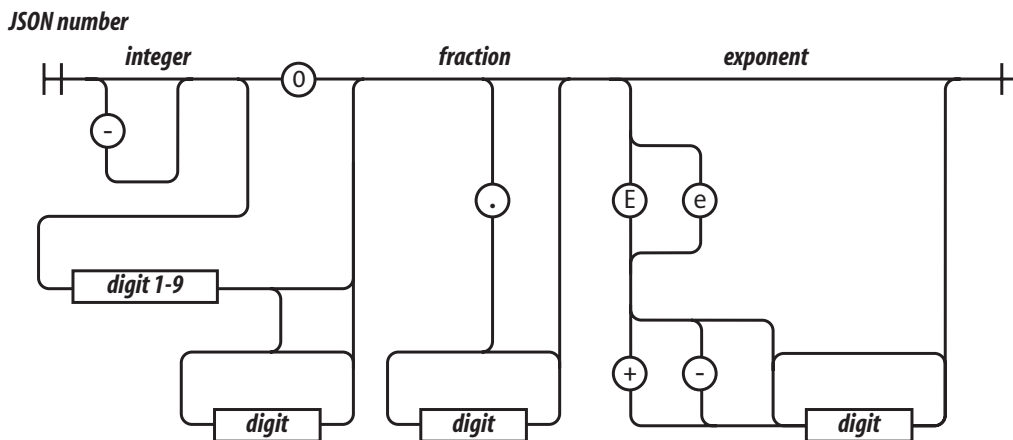 JSON number
integer
fraction
exponent
0
-
.
E
e
digit 1-9
+
-
digit
digit
digit